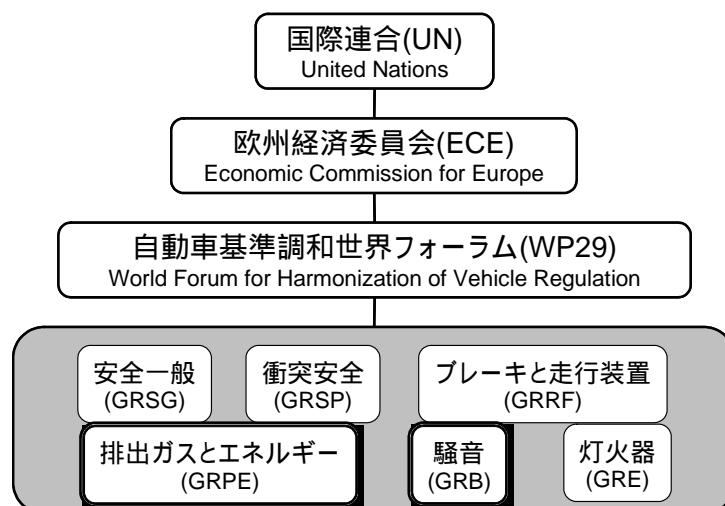 国際連合(UN)
United Nations
欧州経済委員会(ECE)
Economic Commission for Europe
自動車基準調和世界フォーラム(WP29)
World Forum for Harmonization of Vehicle Regulation
安全一般
(GRSG)
衝突安全
(GRSP)
ブレーキと走行装置
(GRRF)
排出ガスとエネルギー
(GRPE)
騒音
(GRB)
灯火器
(GRE)